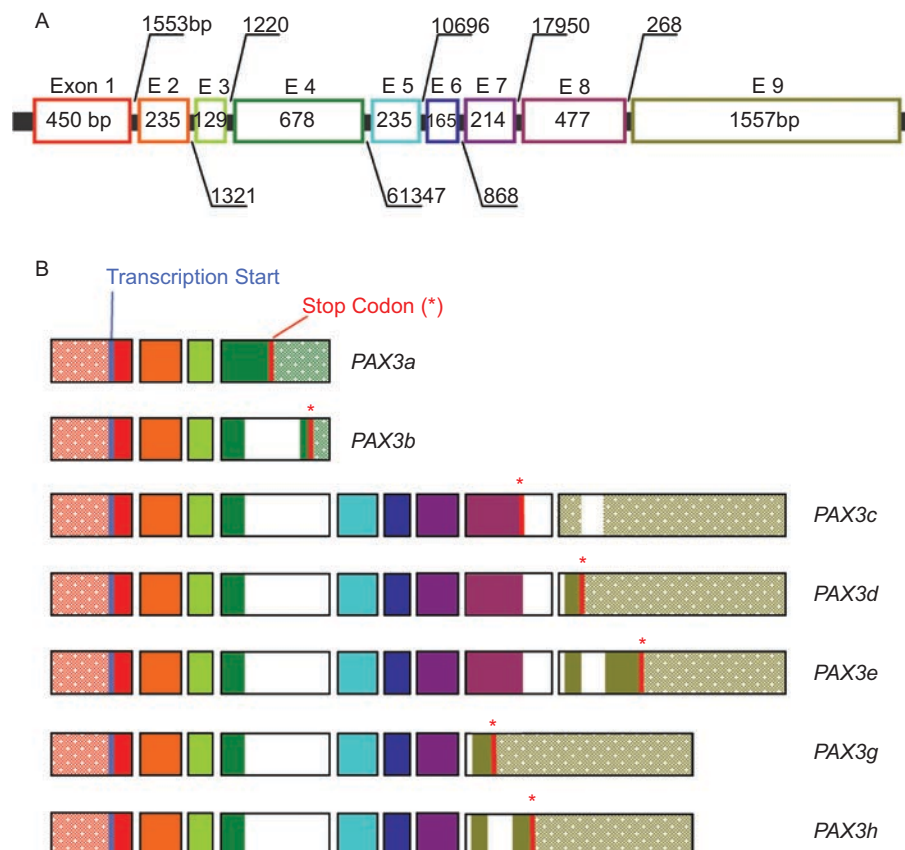 A
1553bp 1220 10696 17950 268
Exon 1 E 2 E 3 E 4 E 5 E 6 E 7 E 8 E 9
450 bp 235 129 678 235 165 214 477 1557bp
1321 61347 868
B
Transcription Start
Stop Codon (*)
PAX3a
*
PAX3b
*
PAX3c
*
PAX3d
*
PAX3e
*
PAX3g
*
PAX3h